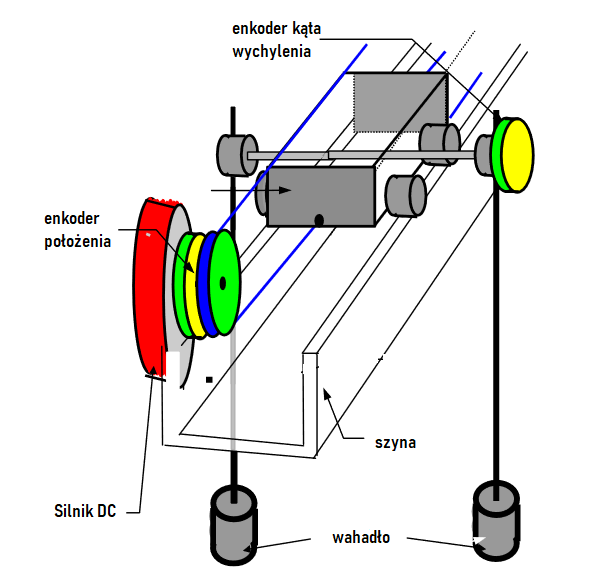 enkoder kąta
wychylenia
enkoder
położenia
szyna
Silnik DC
wahadło